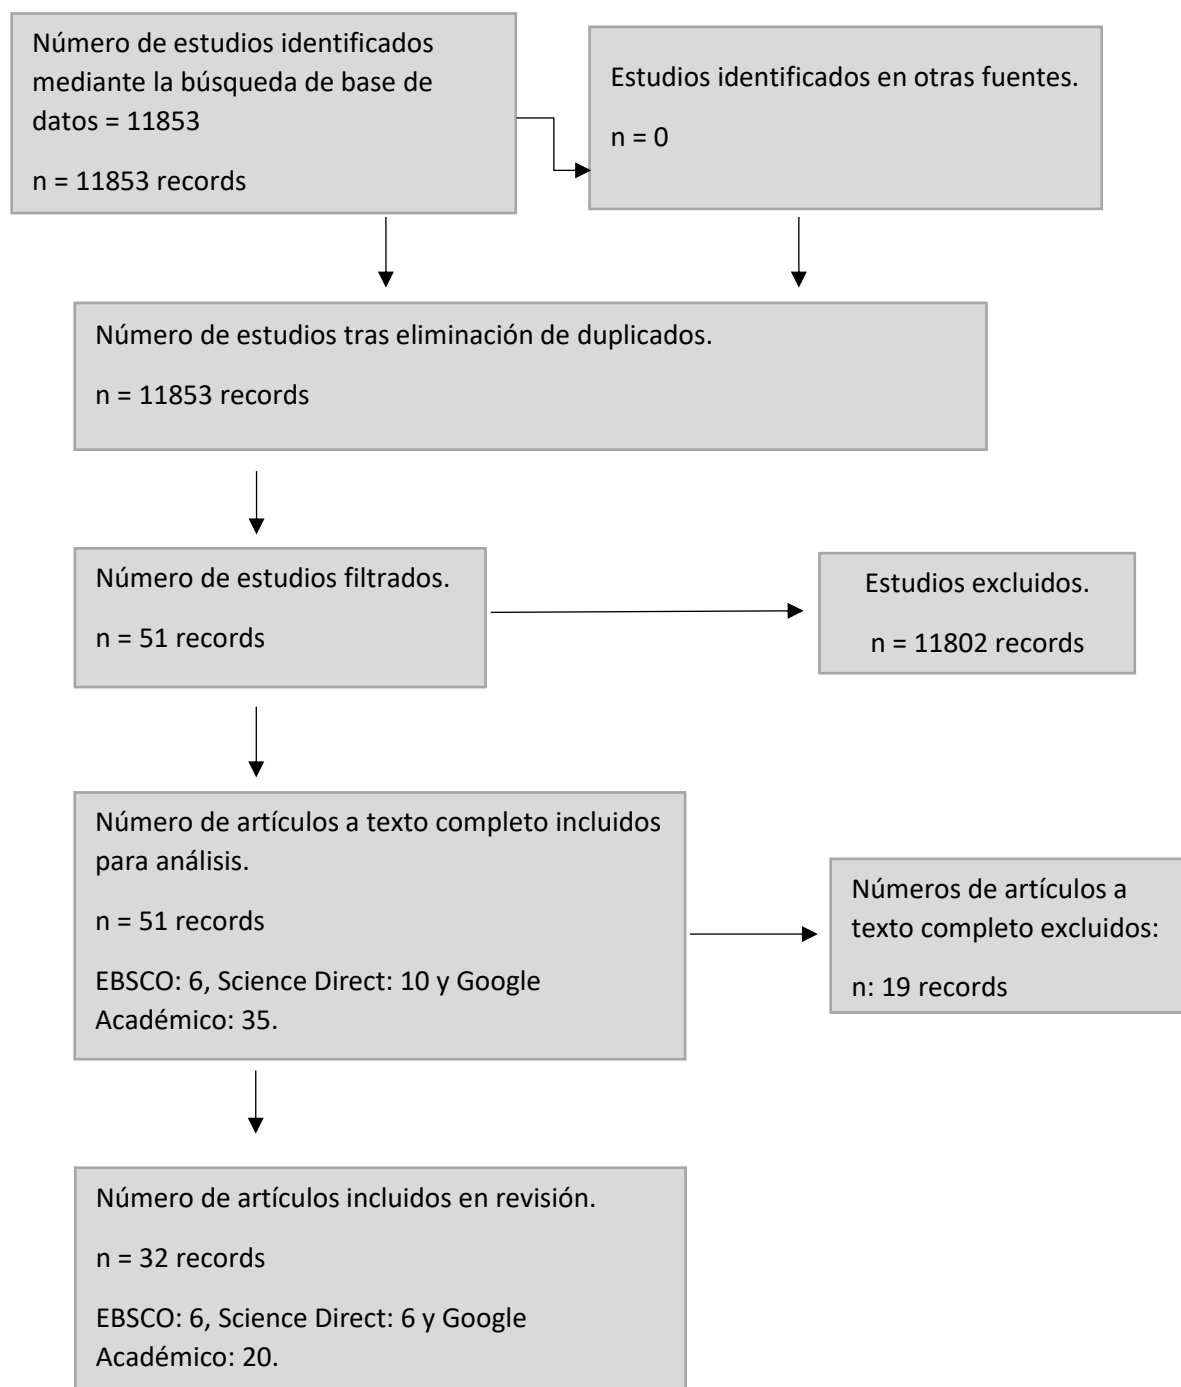 Número de estudios identificados
mediante la búsqueda de base de
datos = 11853
n = 11853 records
Estudios identificados en otras fuentes.
n = 0
Número de estudios tras eliminación de duplicados.
n = 11853 records
Número de estudios filtrados.
n = 51 records
Estudios excluidos.
n = 11802 records
Número de artículos a texto completo incluidos
para análisis.
n = 51 records
EBSCO: 6, Science Direct: 10 y Google
Académico: 35.
Números de artículos a
texto completo excluidos:
n: 19 records
Número de artículos incluidos en revisión.
n = 32 records
EBSCO: 6, Science Direct: 6 y Google
Académico: 20.